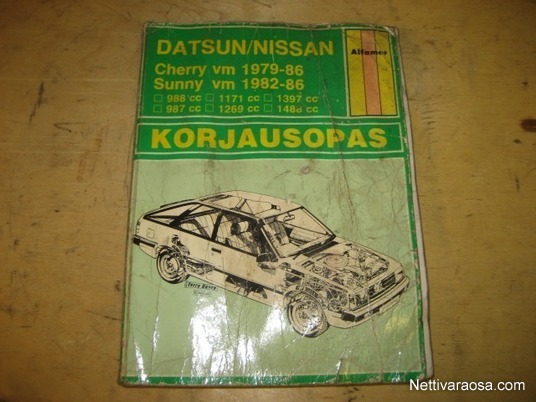 DATSUN/NISSAN
Alfamer
Cherry vm 1979-86
Sunny vm 1982-86
988 cc 1171 cc 1397 cc
987 cc 1269 cc 1488 cc
KORJAUSOPAS
Nettivaraosa.com